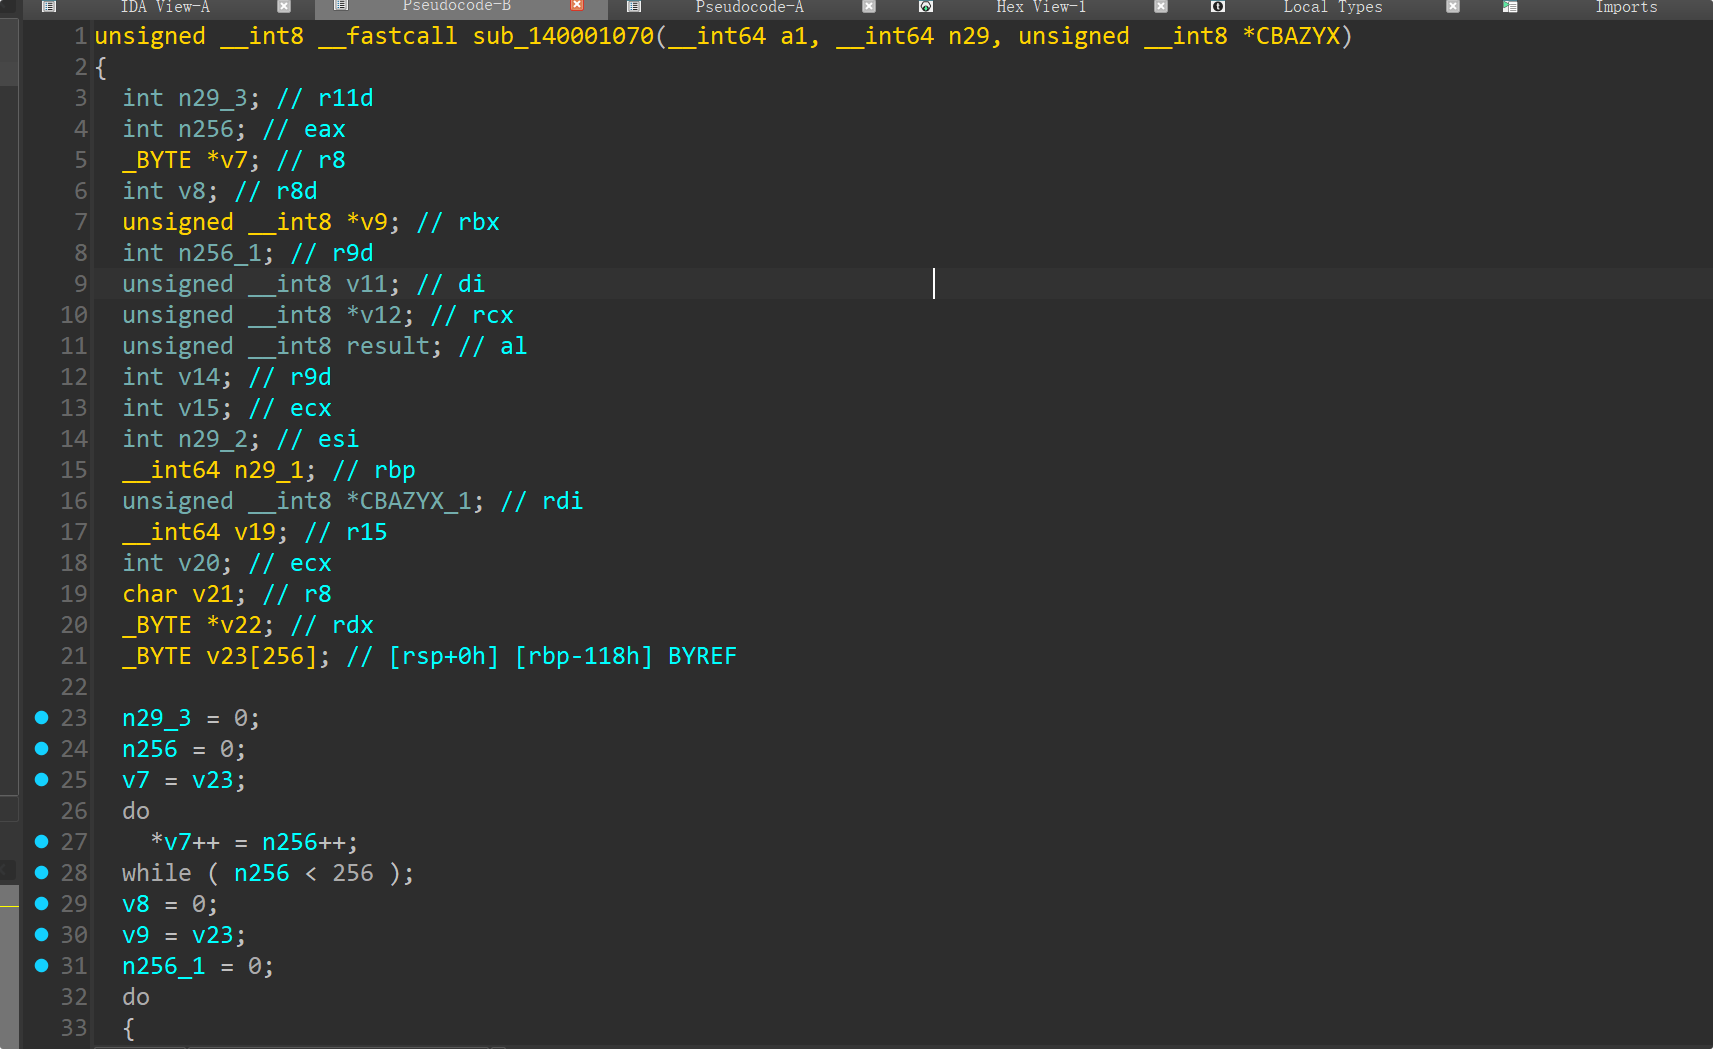 IDA View-A Pseudocode-B Pseudocode-A Hex View-1 Local Types Imports
1 unsigned __int8 __fastcall sub_140001070(__int64 a1, __int64 n29, unsigned __int8 *CBAZYX)
2 {
3   int n29_3; // r11d
4   int n256; // eax
5   _BYTE *v7; // r8
6   int v8; // r8d
7   unsigned __int8 *v9; // rbx
8   int n256_1; // r9d
9   unsigned __int8 v11; // di
10   unsigned __int8 *v12; // rcx
11   unsigned __int8 result; // al
12   int v14; // r9d
13   int v15; // ecx
14   int n29_2; // esi
15   __int64 n29_1; // rbp
16   unsigned __int8 *CBAZYX_1; // rdi
17   __int64 v19; // r15
18   int v20; // ecx
19   char v21; // r8
20   _BYTE *v22; // rdx
21   _BYTE v23[256]; // [rsp+0h] [rbp-118h] BYREF
22
23   n29_3 = 0;
24   n256 = 0;
25   v7 = v23;
26   do
27     *v7++ = n256++;
28   while ( n256 < 256 );
29   v8 = 0;
30   v9 = v23;
31   n256_1 = 0;
32   do
33   {